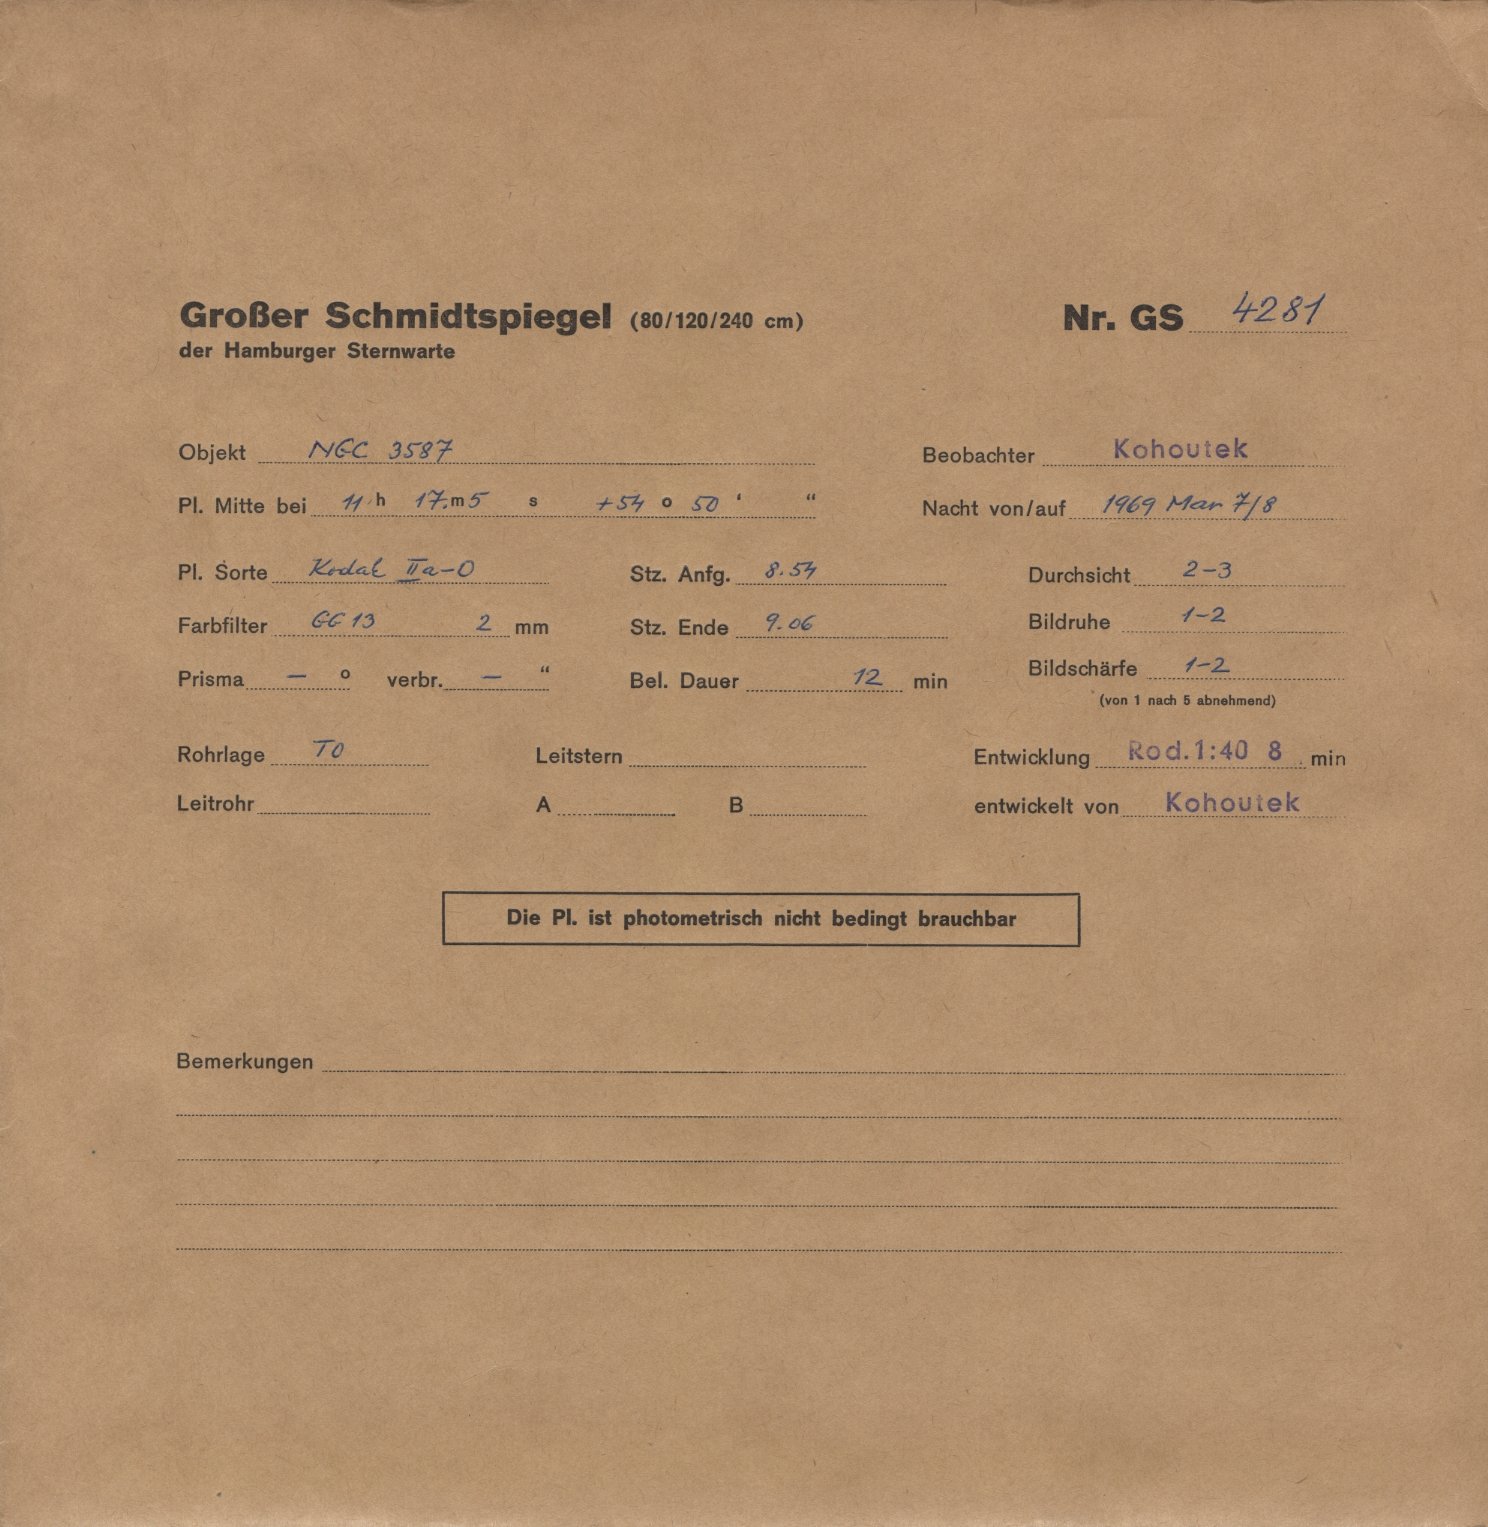 Großer Schmidtspiegel (80/120/240 cm) Nr. GS 4281
der Hamburger Sternwarte
Objekt NGC 3587 Beobachter Kohoutek
Pl. Mitte bei 11 h 17. m 5 s +54 o 50 ‘ “ Nacht von/auf 1969 Mar 7/8
Pl. Sorte Kodak IIa-O Stz. Anfg. 8.54 Durchsicht 2-3
Farbfilter GG 13 2 mm Stz. Ende 9.06 Bildruhe 1-2
Prisma — o verbr. — “ Bel. Dauer 12 min Bildschärfe 1-2
(von 1 nach 5 abnehmend)
Rohrlage TO Leitstern Entwicklung Rod.1:40 8 min
Leitrohr A B entwickelt von Kohoutek
Die Pl. ist photometrisch nicht bedingt brauchbar
Bemerkungen